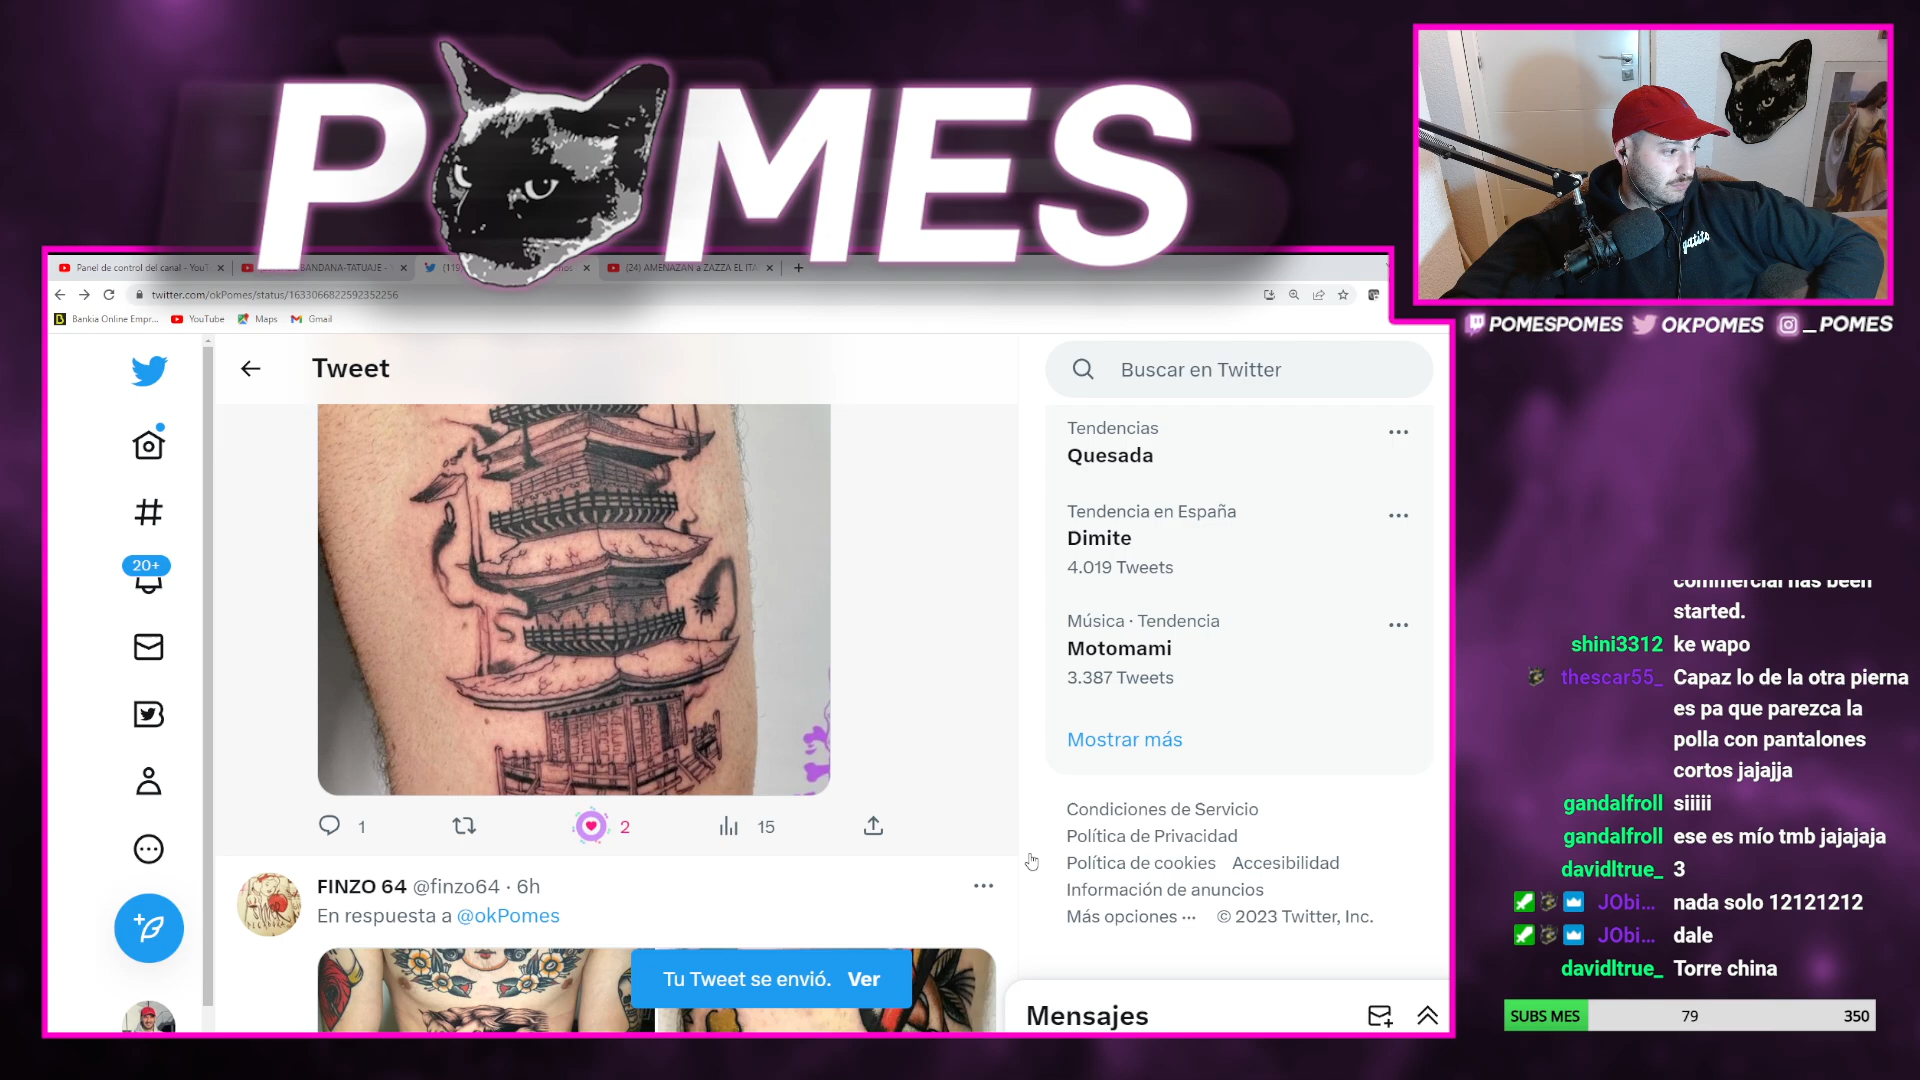 POMES
Panel de control del canal - YouT
BANDANA-TATUAJE -
(24) AMENAZAN a ZAZZA EL ITA
twitter.com/okPomes/status/1633066822592352256
Bankia Online Empr...
YouTube
Maps
Gmail
Tweet
Buscar en Twitter
Tendencias
Quesada
Tendencia en España
Dimite
4.019 Tweets
Música · Tendencia
Motomami
3.387 Tweets
Mostrar más
Condiciones de Servicio
Política de Privacidad
Política de cookies Accesibilidad
Información de anuncios
Más opciones ··· © 2023 Twitter, Inc.
20+
1
2
15
FINZO 64 @finzo64 · 6h
En respuesta a @okPomes
Tu Tweet se envió. Ver
Mensajes
gatito
POMESPOMES OKPOMES _POMES
commercial has been
started.
shini3312 ke wapo
thescar55_ Capaz lo de la otra pierna
es pa que parezca la
polla con pantalones
cortos jajajja
gandalfroll siiiii
gandalfroll ese es mío tmb jajajaja
davidltrue_ 3
JObi... nada solo 12121212
JObi... dale
davidltrue_ Torre china
SUBS MES 79 350